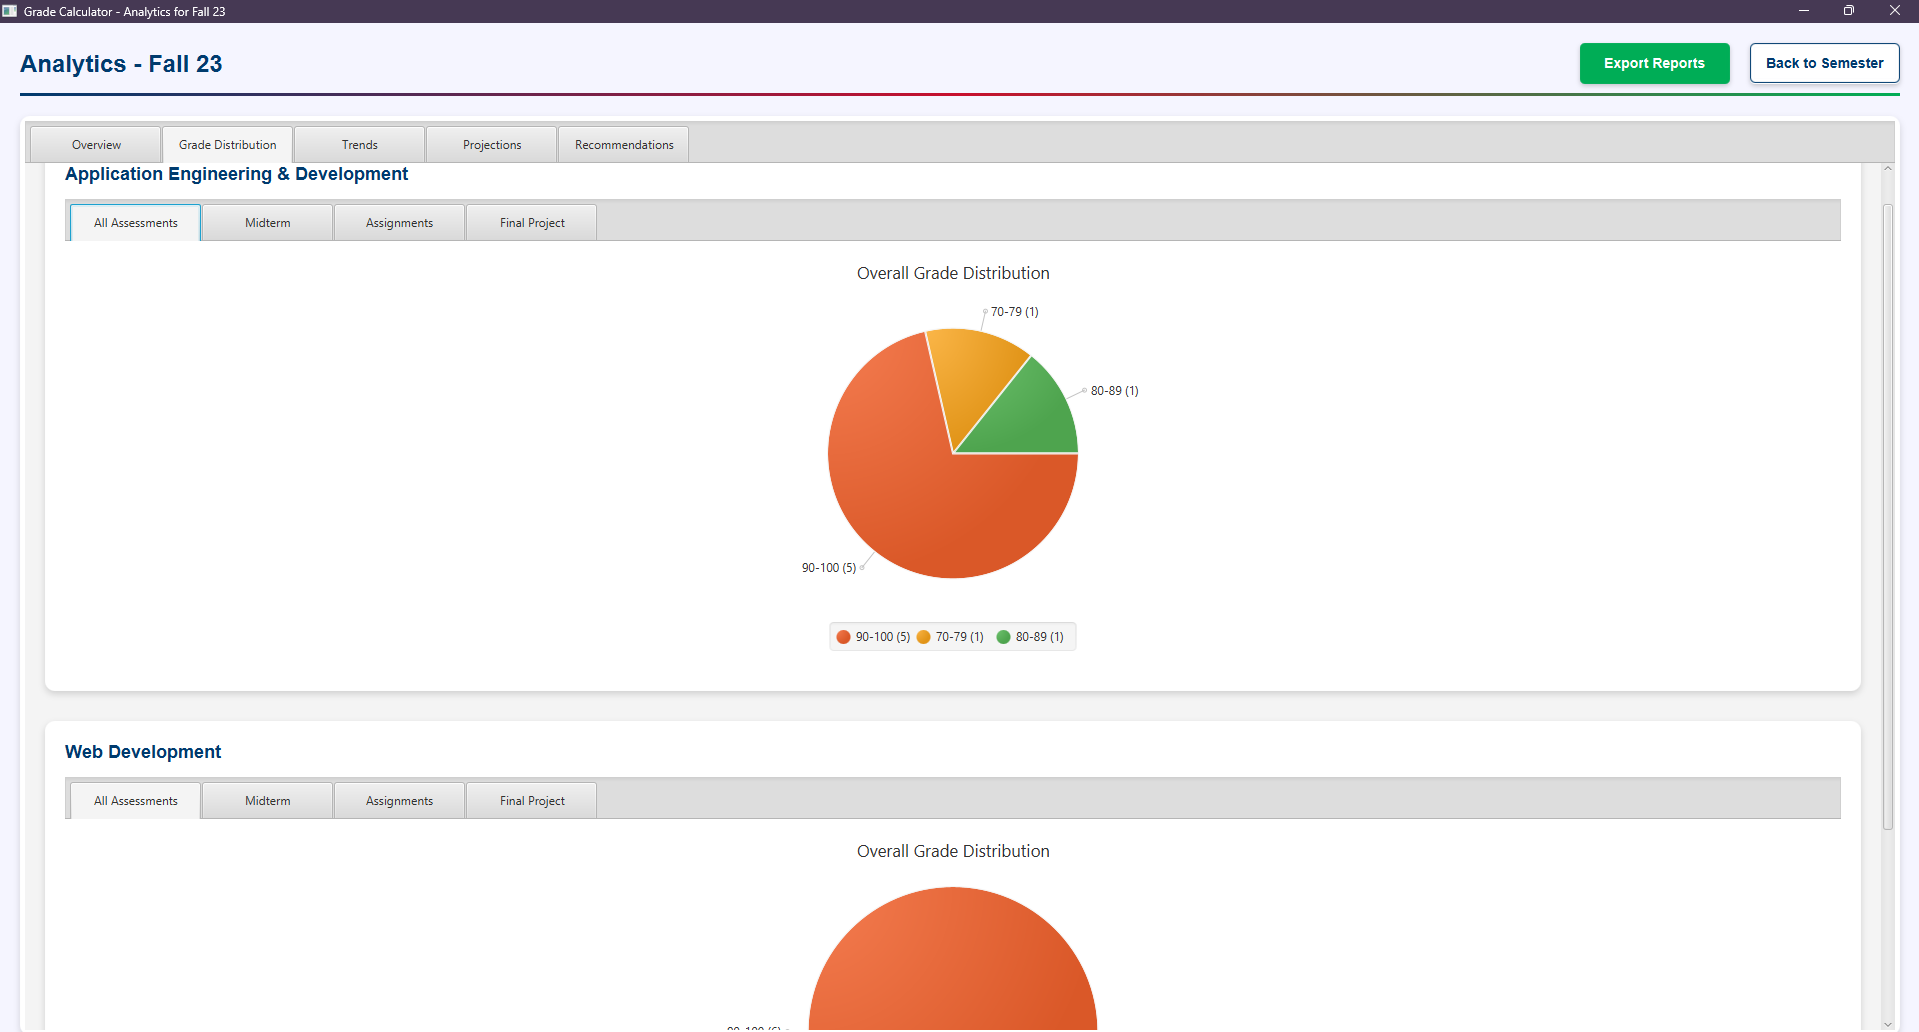 Grade Calculator - Analytics for Fall 23
Analytics - Fall 23
Export Reports
Back to Semester
Overview
Grade Distribution
Trends
Projections
Recommendations
Application Engineering & Development
All Assessments
Midterm
Assignments
Final Project
Overall Grade Distribution
70-79 (1)
80-89 (1)
90-100 (5)
90-100 (5) 70-79 (1) 80-89 (1)
Web Development
All Assessments
Midterm
Assignments
Final Project
Overall Grade Distribution